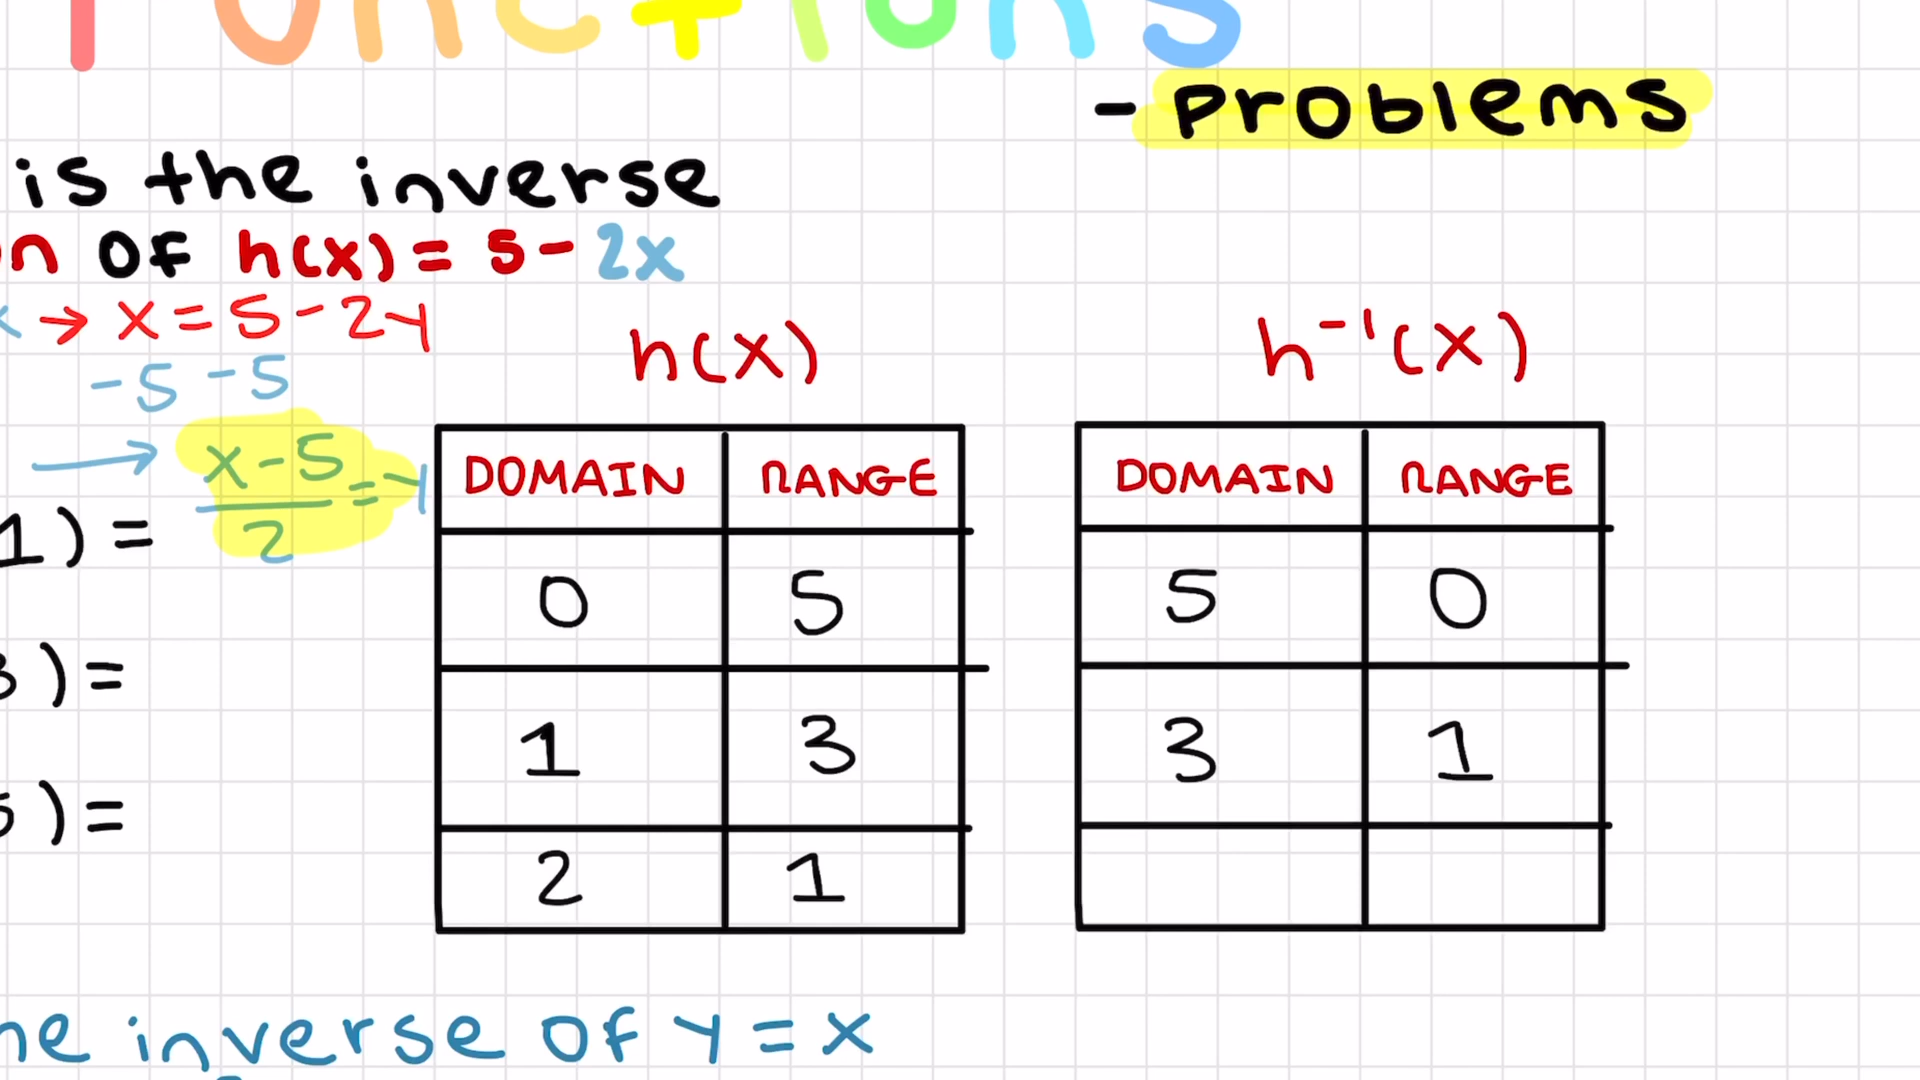 Functions
- Problems
is the inverse
of h(x) = 5 - 2x
→ x = 5 - 2y
-5 -5
→ x - 5 / 2 = y
1) =
3) =
5) =
h(x)
DOMAIN RANGE
0 5
1 3
2 1
h⁻¹(x)
DOMAIN RANGE
5 0
3 1
inverse of y = x